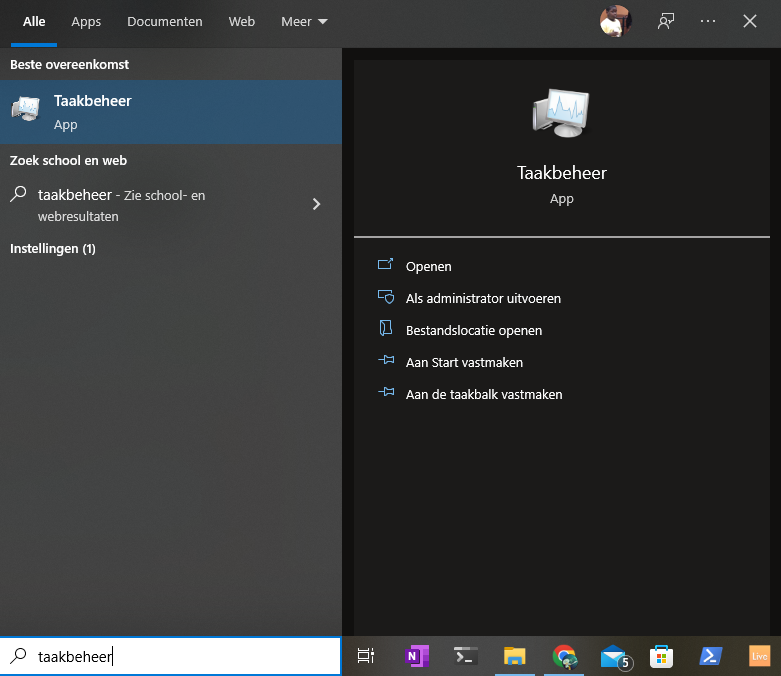 Alle Apps Documenten Web Meer
Beste overeenkomst
Taakbeheer
App
Zoek school en web
taakbeheer - Zie school- en
webresultaten
Instellingen (1)
Taakbeheer
App
Openen
Als administrator uitvoeren
Bestandslocatie openen
Aan Start vastmaken
Aan de taakbalk vastmaken
taakbeheer
N
5
Live